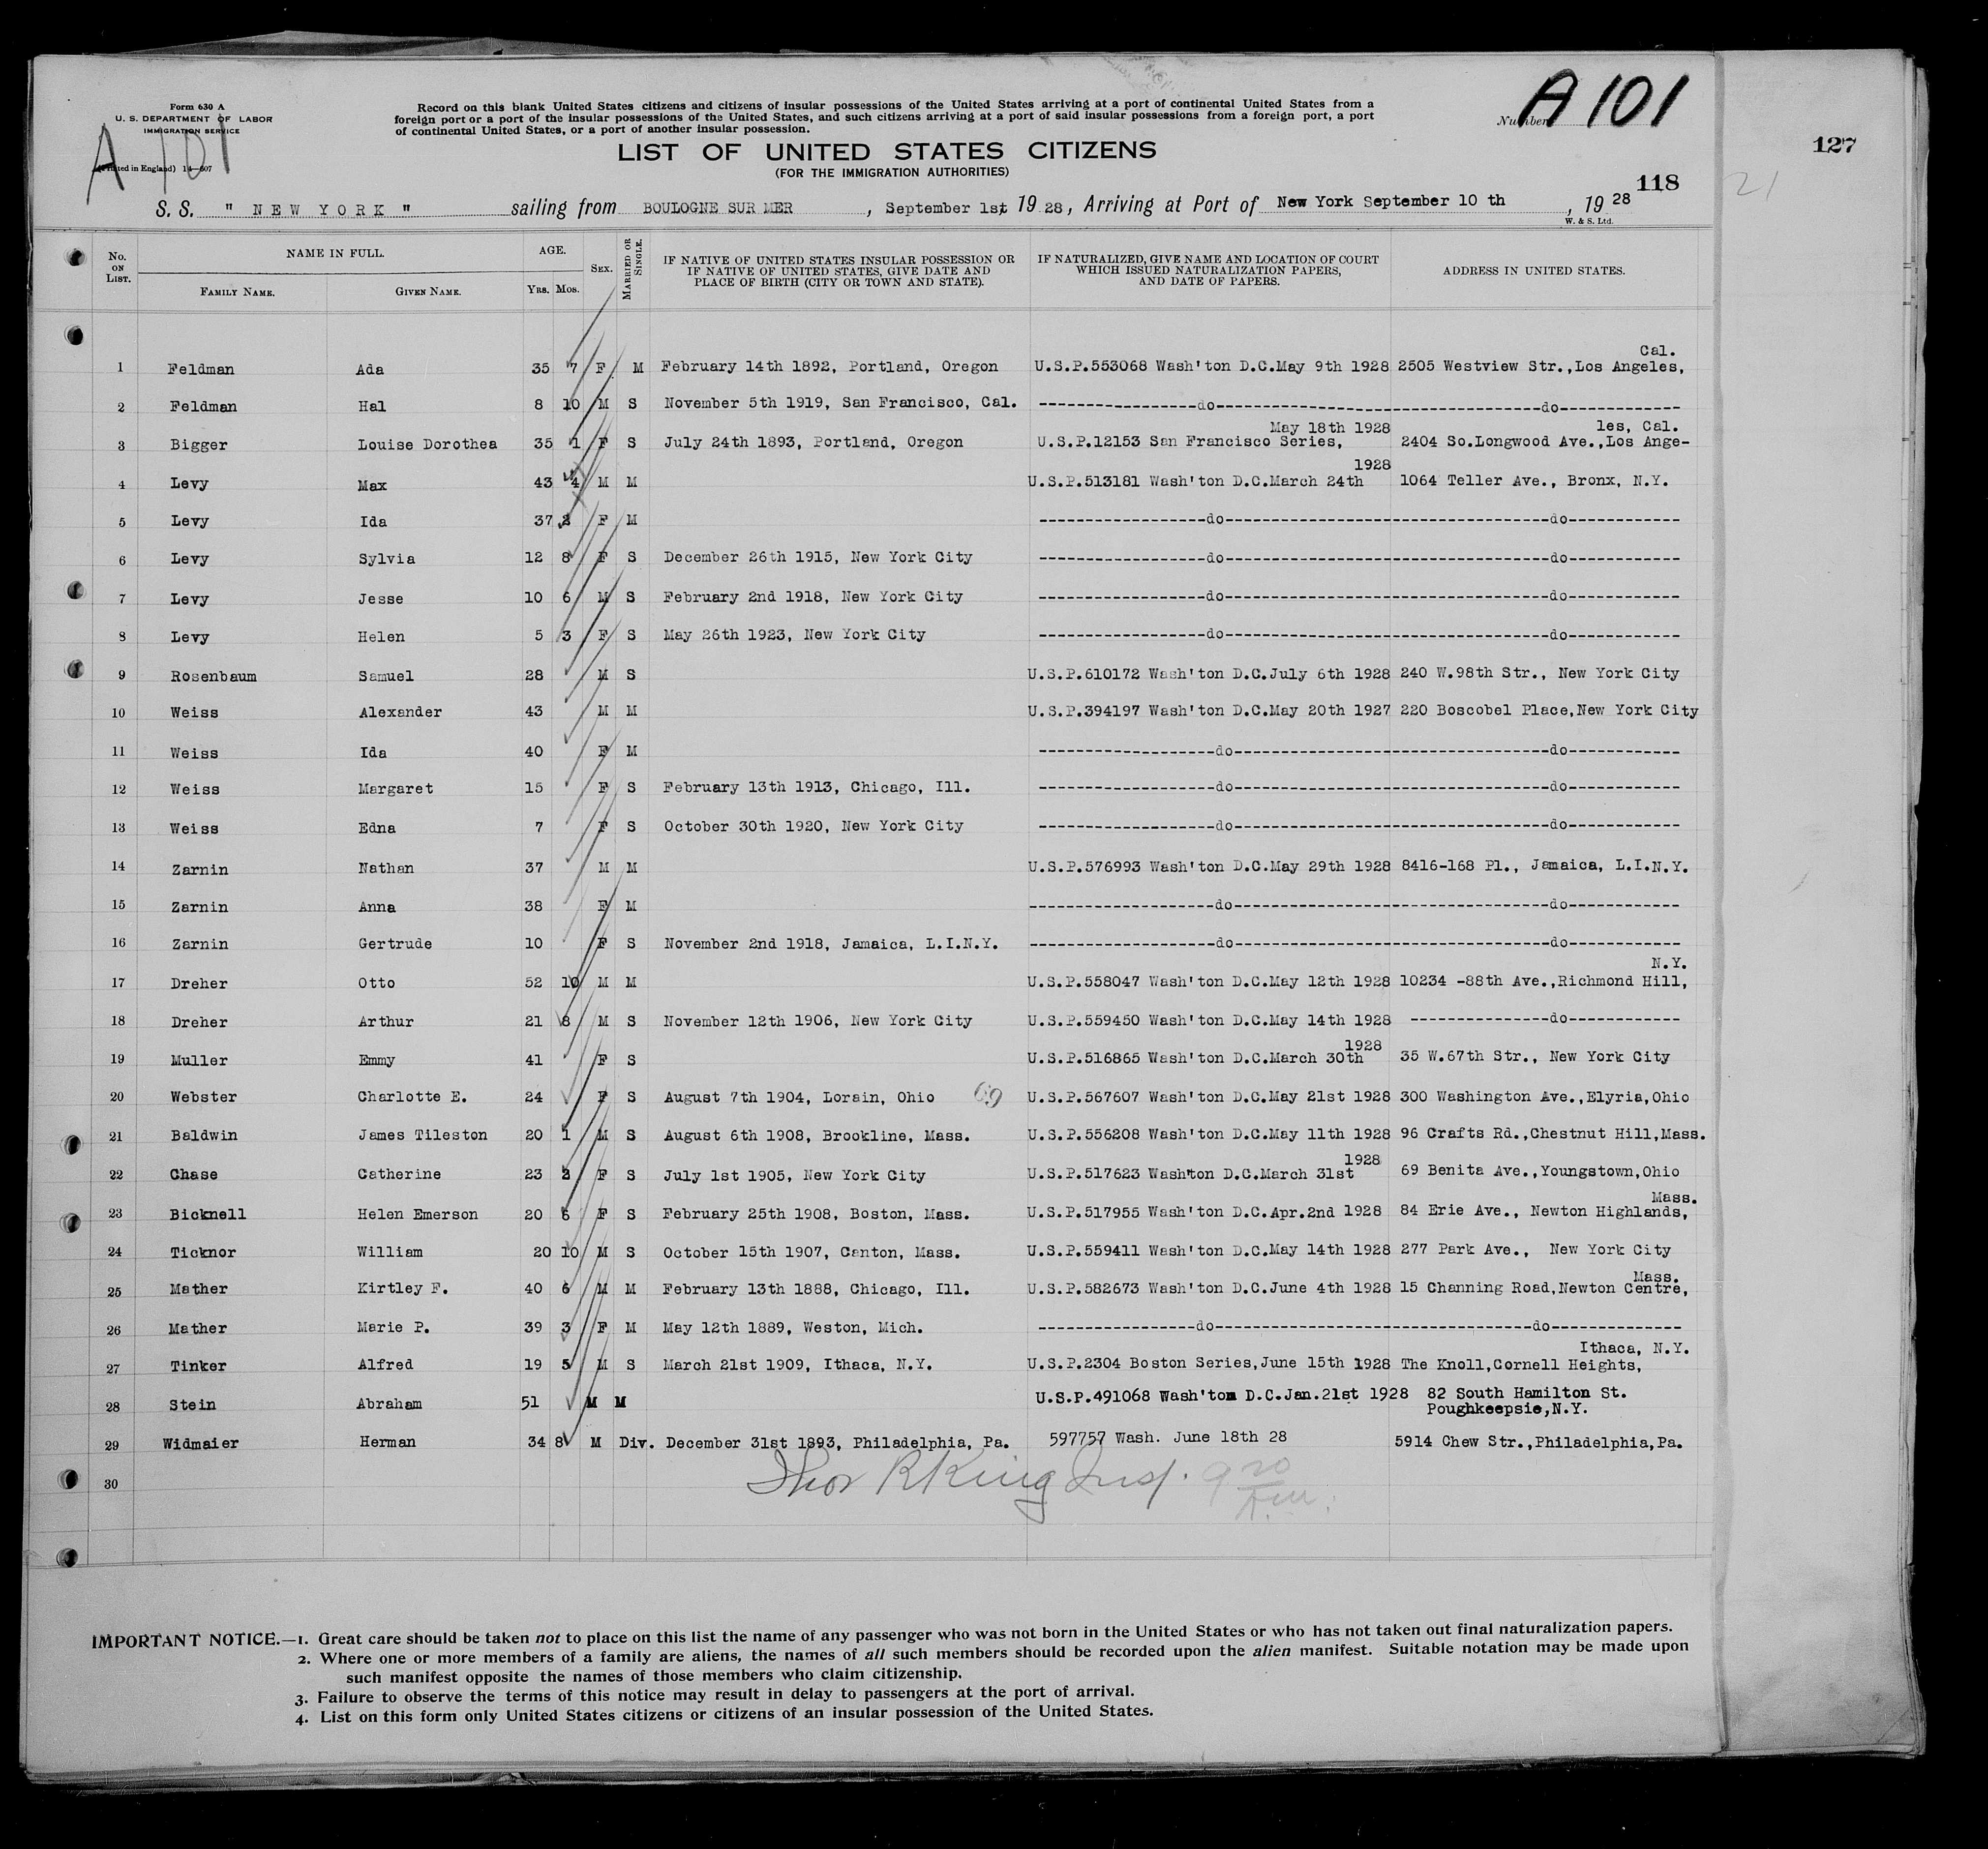 Form 630 A
U. S. DEPARTMENT OF LABOR
IMMIGRATION SERVICE
(Printed in England) 14—607
A 101
Record on this blank United States citizens and citizens of insular possessions of the United States arriving at a port of continental United States from a
foreign port or a port of the insular possessions of the United States, and such citizens arriving at a port of said insular possessions from a foreign port, a port
of continental United States, or a port of another insular possession.
Number A 101
127
LIST OF UNITED STATES CITIZENS
(FOR THE IMMIGRATION AUTHORITIES)
118
21
S. S. " NEW YORK " sailing from BOULOGNE SUR MER, September 1st 19 28, Arriving at Port of New York September 10 th, 19 28
W. & S. Ltd.
No. ON LIST. NAME IN FULL. FAMILY NAME. GIVEN NAME. AGE. YRS. MOS. SEX. MARRIED OR SINGLE. IF NATIVE OF UNITED STATES INSULAR POSSESSION OR IF NATIVE OF UNITED STATES, GIVE DATE AND PLACE OF BIRTH (CITY OR TOWN AND STATE). IF NATURALIZED, GIVE NAME AND LOCATION OF COURT WHICH ISSUED NATURALIZATION PAPERS, AND DATE OF PAPERS. ADDRESS IN UNITED STATES.
1 Feldman Ada 35 7 F M February 14th 1892, Portland, Oregon U.S.P.553068 Wash'ton D.C.May 9th 1928 2505 Westview Str.,Los Angeles, Cal.
2 Feldman Hal 8 10 M S November 5th 1919, San Francisco, Cal. ----do---- ----do----
3 Bigger Louise Dorothea 35 1 F S July 24th 1893, Portland, Oregon U.S.P.12153 San Francisco Series, May 18th 1928 2404 So.Longwood Ave.,Los Ange-les, Cal.
4 Levy Max 43 4 M M U.S.P.513181 Wash'ton D.C.March 24th 1928 1064 Teller Ave., Bronx, N.Y.
5 Levy Ida 37 2 F M ----do---- ----do----
6 Levy Sylvia 12 8 F S December 26th 1915, New York City ----do---- ----do----
7 Levy Jesse 10 6 M S February 2nd 1918, New York City ----do---- ----do----
8 Levy Helen 5 3 F S May 26th 1923, New York City ----do---- ----do----
9 Rosenbaum Samuel 28 M S U.S.P.610172 Wash'ton D.C.July 6th 1928 240 W.98th Str., New York City
10 Weiss Alexander 43 M M U.S.P.394197 Wash'ton D.C.May 20th 1927 220 Boscobel Place,New York City
11 Weiss Ida 40 F M ----do---- ----do----
12 Weiss Margaret 15 F S February 13th 1913, Chicago, Ill. ----do---- ----do----
13 Weiss Edna 7 F S October 30th 1920, New York City ----do---- ----do----
14 Zarnin Nathan 37 M M U.S.P.576993 Wash'ton D.C.May 29th 1928 8416-168 Pl., Jamaica, L.I.N.Y.
15 Zarnin Anna 38 F M ----do---- ----do----
16 Zarnin Gertrude 10 F S November 2nd 1918, Jamaica, L.I.N.Y. ----do---- ----do----
17 Dreher Otto 52 10 M M U.S.P.558047 Wash'ton D.C.May 12th 1928 10234 -88th Ave.,Richmond Hill, N.Y.
18 Dreher Arthur 21 8 M S November 12th 1906, New York City U.S.P.559450 Wash'ton D.C.May 14th 1928 ----do----
19 Muller Emmy 41 F S U.S.P.516865 Wash'ton D.C.March 30th 1928 35 W.67th Str., New York City
20 Webster Charlotte E. 24 F S August 7th 1904, Lorain, Ohio 69 U.S.P.567607 Wash'ton D.C.May 21st 1928 300 Washington Ave.,Elyria,Ohio
21 Baldwin James Tileston 20 1 M S August 6th 1908, Brookline, Mass. U.S.P.556208 Wash'ton D.C.May 11th 1928 96 Crafts Rd.,Chestnut Hill,Mass.
22 Chase Catherine 23 2 F S July 1st 1905, New York City U.S.P.517623 Wash'ton D.C.March 31st 1928 69 Benita Ave.,Youngstown,Ohio
23 Bicknell Helen Emerson 20 6 F S February 25th 1908, Boston, Mass. U.S.P.517955 Wash'ton D.C.Apr.2nd 1928 84 Erie Ave., Newton Highlands, Mass.
24 Ticknor William 20 10 M S October 15th 1907, Canton, Mass. U.S.P.559411 Wash'ton D.C.May 14th 1928 277 Park Ave., New York City
25 Mather Kirtley F. 40 6 M M February 13th 1888, Chicago, Ill. U.S.P.582673 Wash'ton D.C.June 4th 1928 15 Channing Road,Newton Centre, Mass.
26 Mather Marie P. 39 3 F M May 12th 1889, Weston, Mich. ----do---- ----do----
27 Tinker Alfred 19 5 M S March 21st 1909, Ithaca, N.Y. U.S.P.2304 Boston Series,June 15th 1928 The Knoll,Cornell Heights, Ithaca, N.Y.
28 Stein Abraham 51 M M U.S.P.491068 Wash'ton D.C.Jan.21st 1928 82 South Hamilton St. Poughkeepsie,N.Y.
29 Widmaier Herman 34 8 M Div. December 31st 1893, Philadelphia, Pa. 597757 Wash. June 18th 28 5914 Chew Str.,Philadelphia,Pa.
30
Thos R King Insp. 9 20 A.M.
IMPORTANT NOTICE.—1. Great care should be taken not to place on this list the name of any passenger who was not born in the United States or who has not taken out final naturalization papers.
2. Where one or more members of a family are aliens, the names of all such members should be recorded upon the alien manifest. Suitable notation may be made upon
such manifest opposite the names of those members who claim citizenship.
3. Failure to observe the terms of this notice may result in delay to passengers at the port of arrival.
4. List on this form only United States citizens or citizens of an insular possession of the United States.